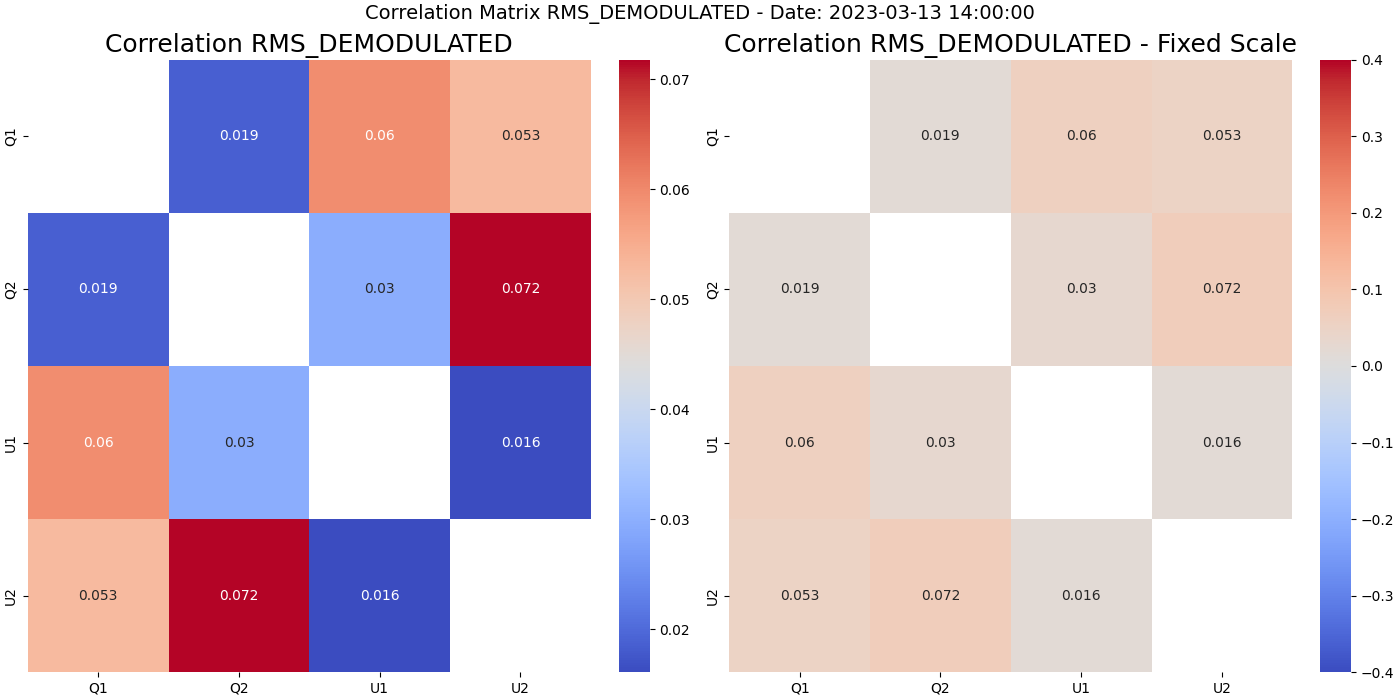 Correlation Matrix RMS_DEMODULATED - Date: 2023-03-13 14:00:00
Correlation RMS_DEMODULATED
Q1
0.019 0.06 0.053
Q2
0.019 0.03 0.072
U1
0.06 0.03 0.016
U2
0.053 0.072 0.016
Q1 Q2 U1 U2
0.07
0.06
0.05
0.04
0.03
0.02
Correlation RMS_DEMODULATED - Fixed Scale
Q1
0.019 0.06 0.053
Q2
0.019 0.03 0.072
U1
0.06 0.03 0.016
U2
0.053 0.072 0.016
Q1 Q2 U1 U2
0.4
0.3
0.2
0.1
0.0
−0.1
−0.2
−0.3
−0.4